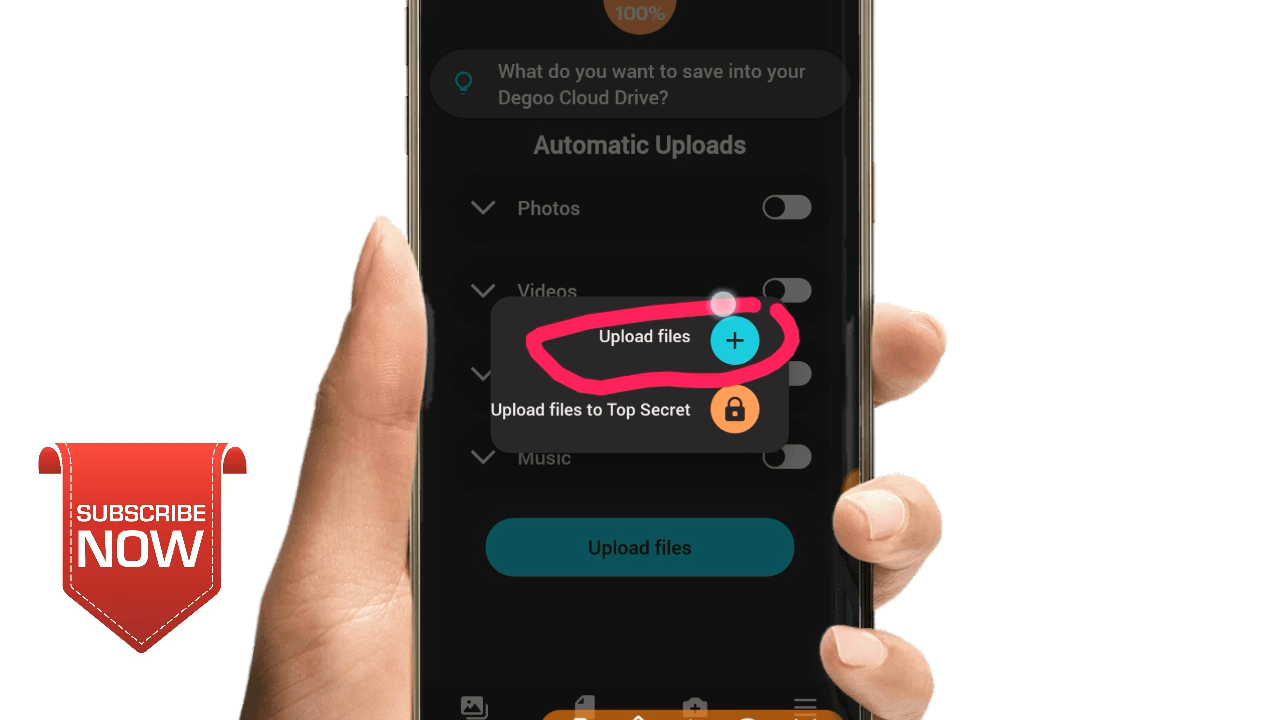 100%
What do you want to save into your
Degoo Cloud Drive?
Automatic Uploads
Photos
Videos
Upload files
Upload files to Top Secret
Music
Upload files
SUBSCRIBE
NOW